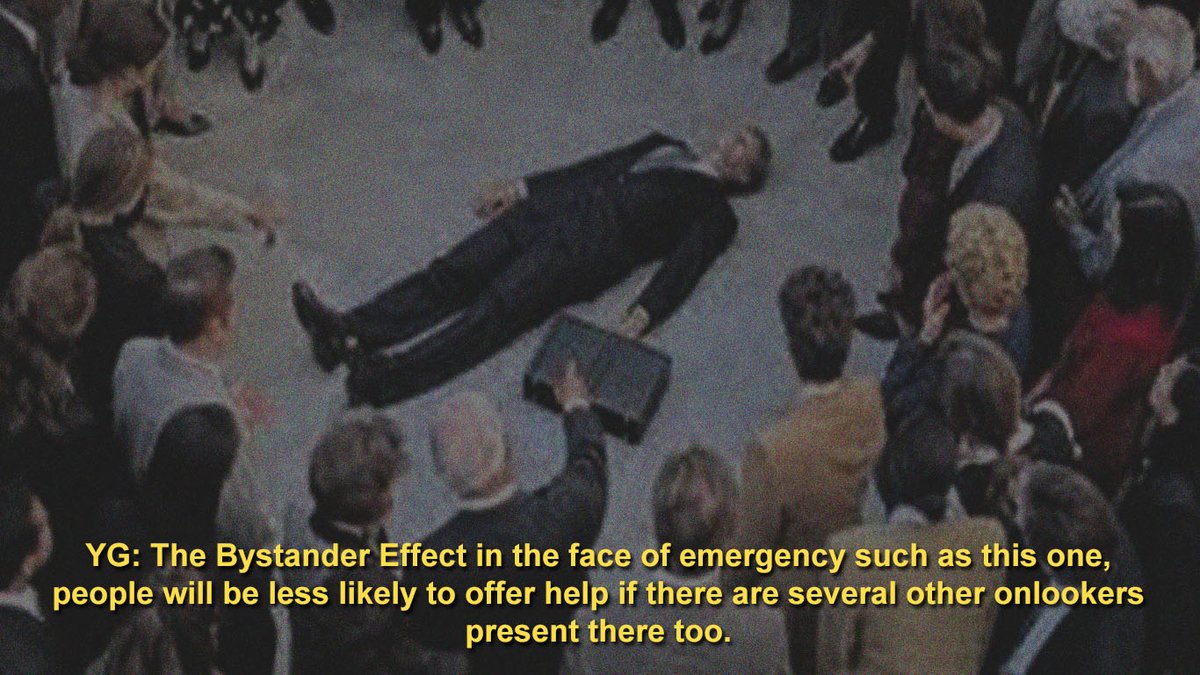 YG: The Bystander Effect in the face of emergency such as this one,
people will be less likely to offer help if there are several other onlookers
present there too.